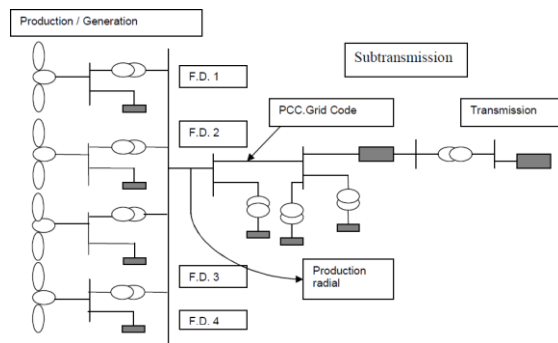 Production / Generation
Subtransmission
F.D. 1
PCC.Grid Code
Transmission
F.D. 2
Production
radial
F.D. 3
F.D. 4